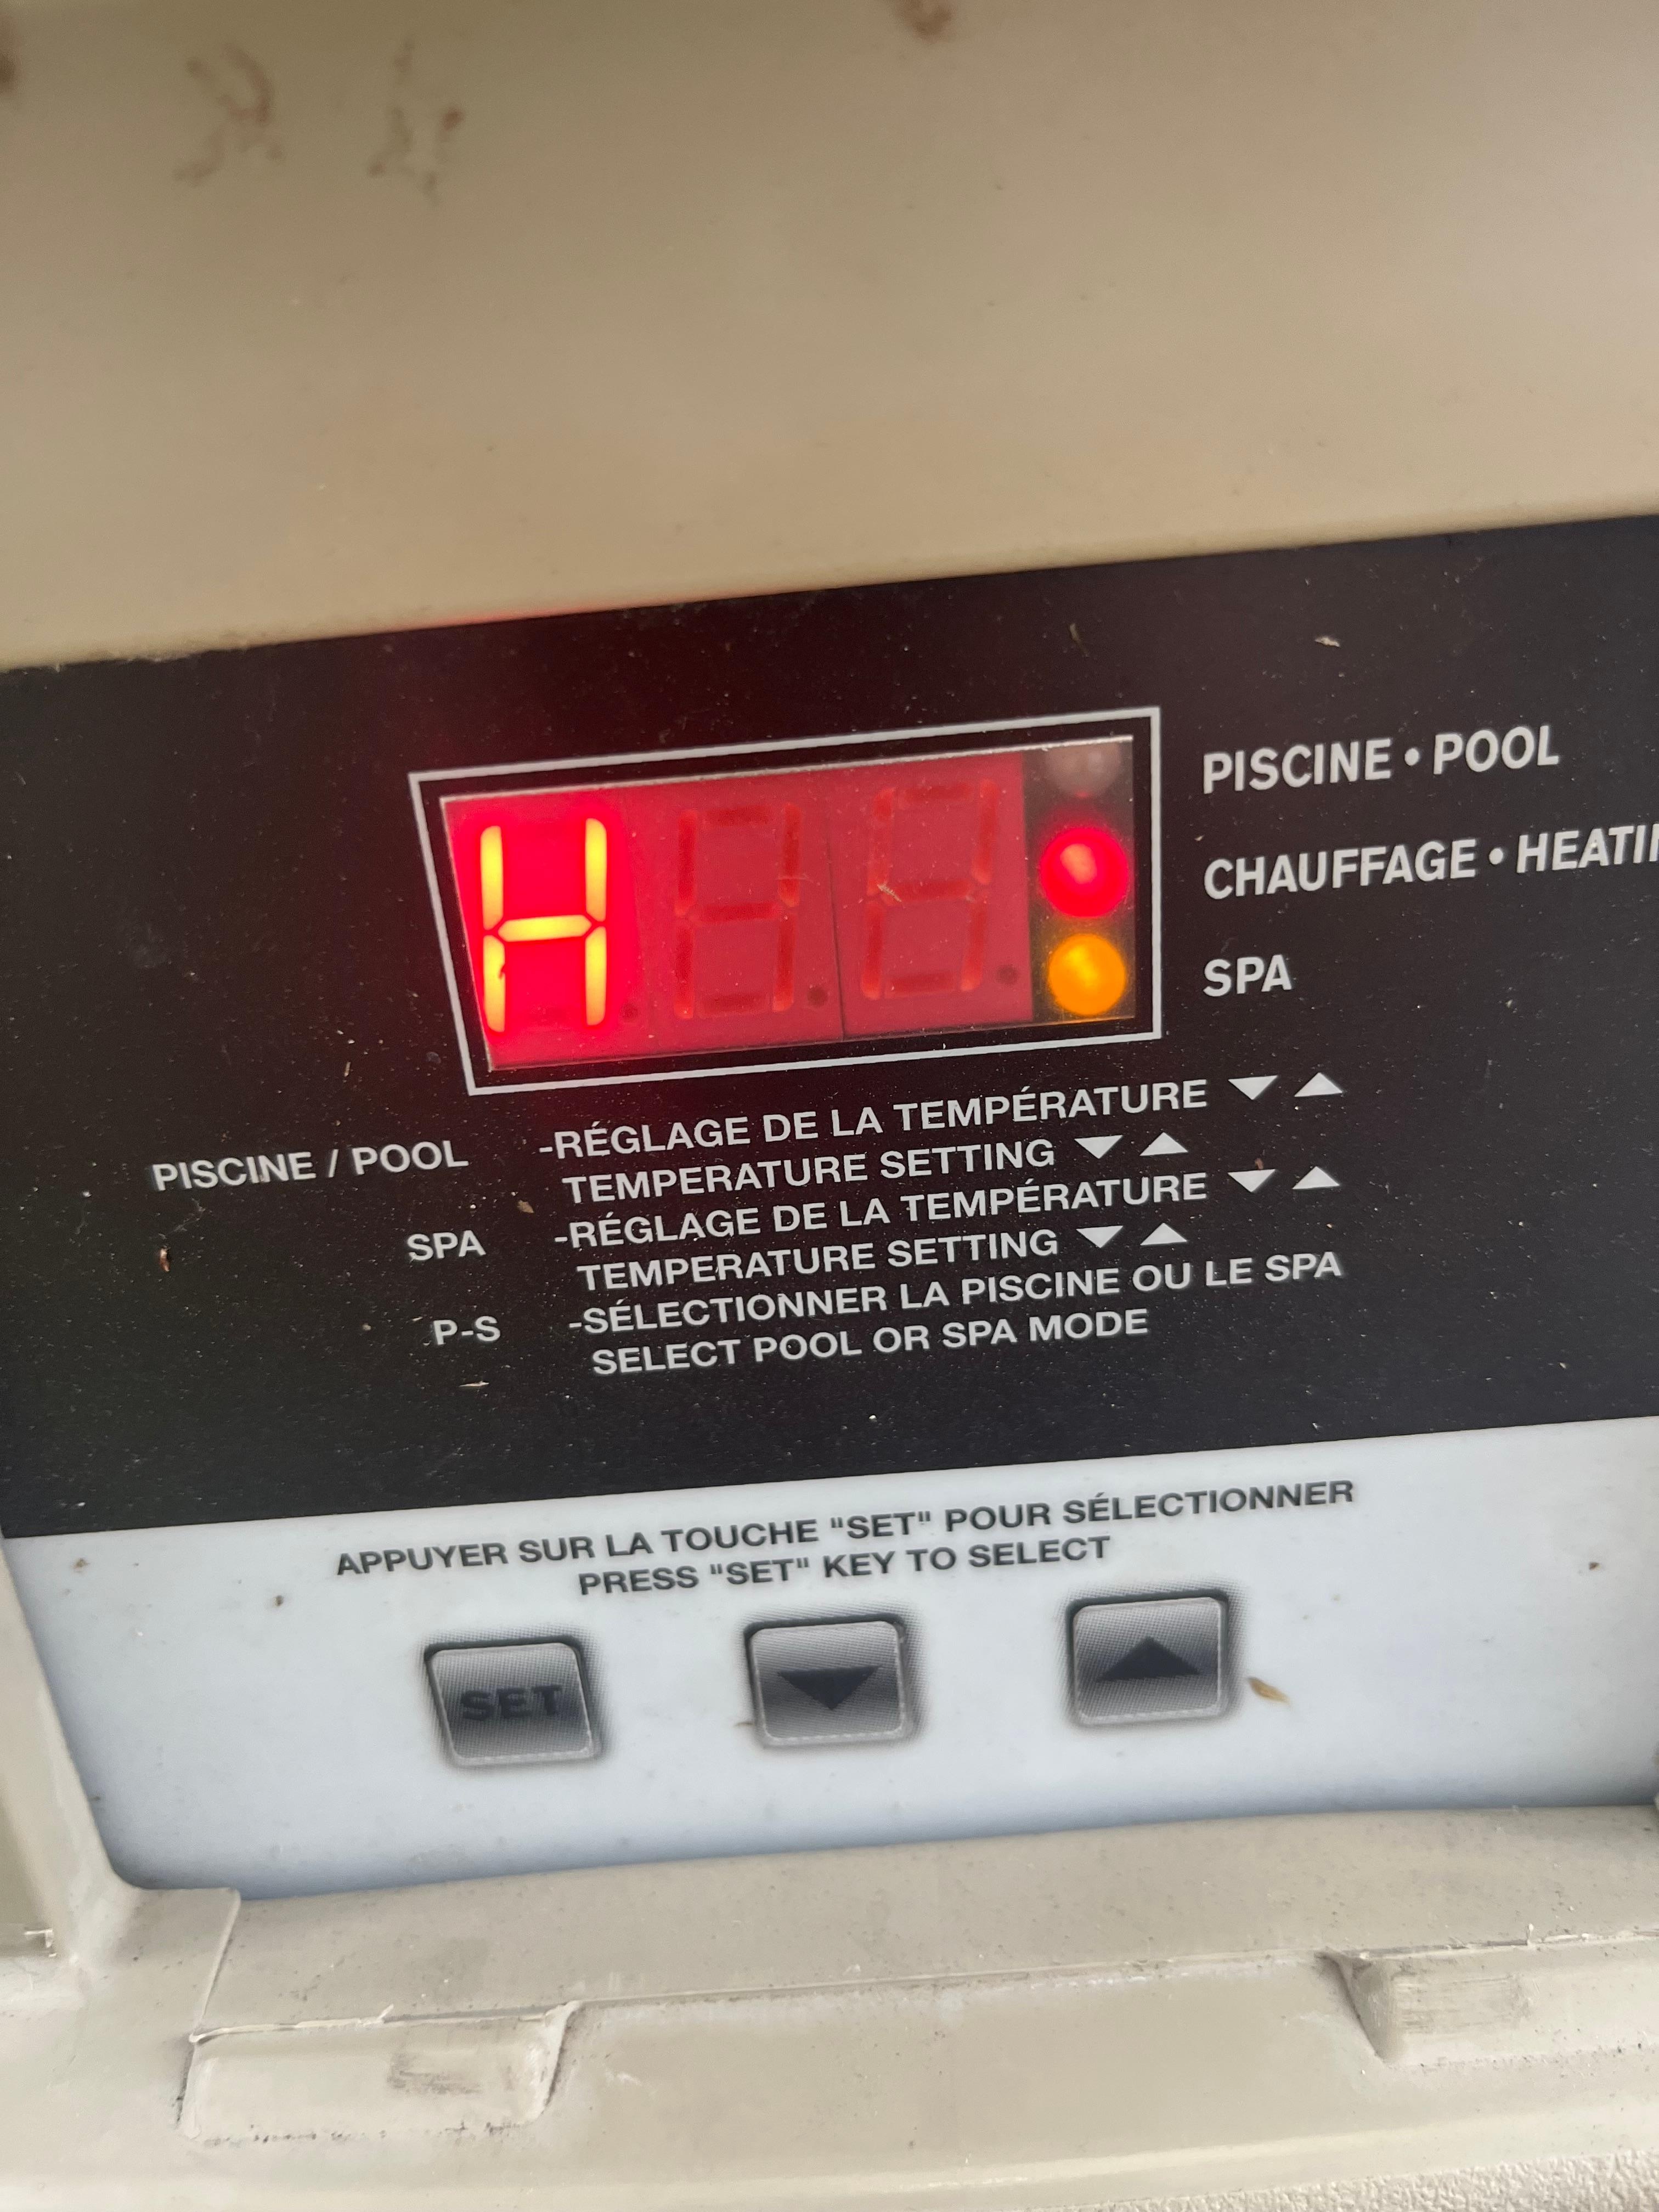 H
PISCINE • POOL
CHAUFFAGE • HEATI
SPA
PISCINE / POOL -RÉGLAGE DE LA TEMPÉRATURE ▼ ▲
TEMPERATURE SETTING ▼ ▲
SPA -RÉGLAGE DE LA TEMPÉRATURE ▼ ▲
TEMPERATURE SETTING ▼ ▲
P-S -SÉLECTIONNER LA PISCINE OU LE SPA
SELECT POOL OR SPA MODE
APPUYER SUR LA TOUCHE "SET" POUR SÉLECTIONNER
PRESS "SET" KEY TO SELECT
SET ▼ ▲